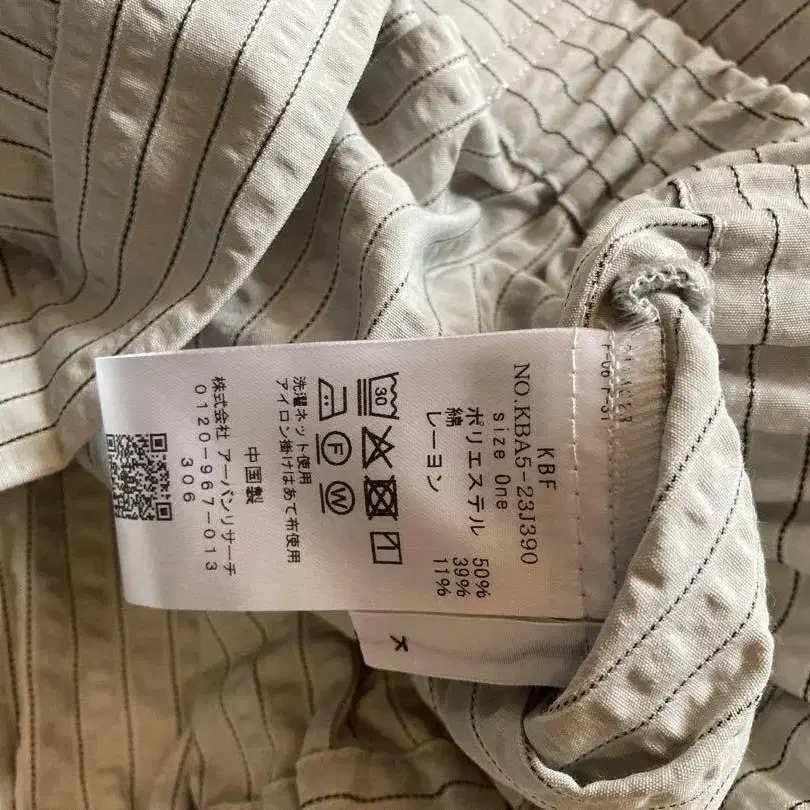 KBF
NO.KBA5-23J390
size One
ポリエステル 50%
綿 39%
レーヨン 11%
30
F
W
洗濯ネット使用
アイロン掛けはあて布使用
中国製
株式会社 アーバンリサーチ
0120-967-013
306